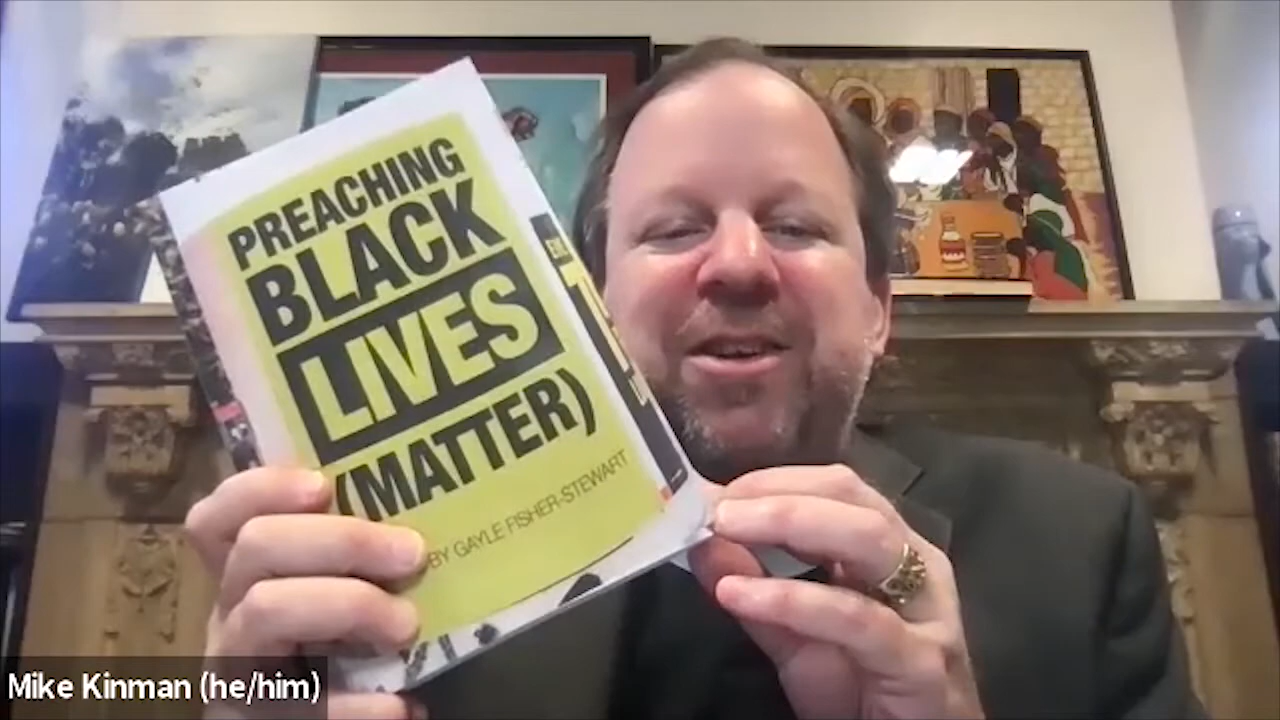 PREACHING
BLACK
LIVES
(MATTER)
BY GAYLE FISHER-STEWART
Mike Kinman (he/him)